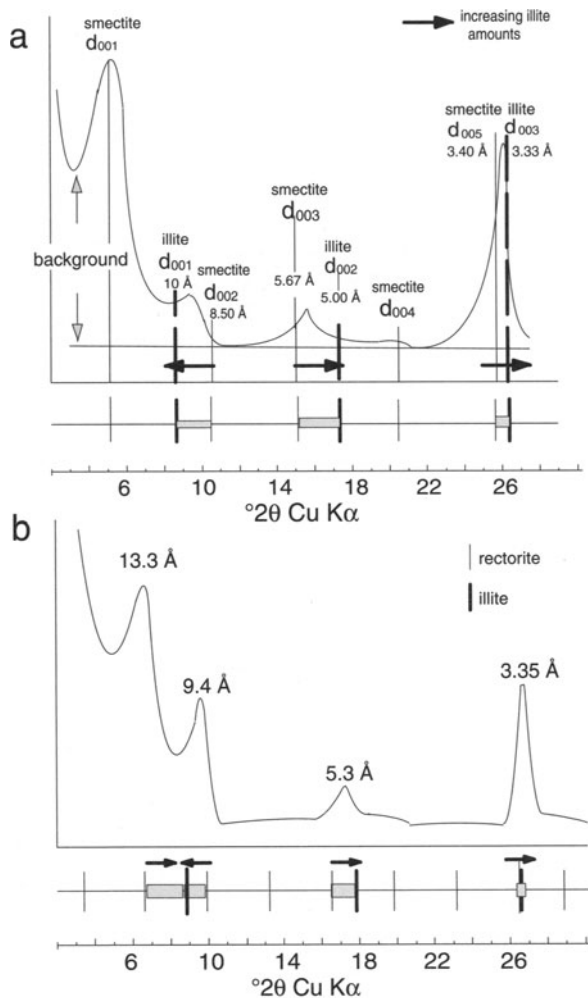 a
smectite
d001
increasing illite
amounts
smectite illite
d005 d003
3.40 Å 3.33 Å
smectite
d003
illite
d001
10 Å
smectite
d002
8.50 Å
background
5.67 Å
illite
d002
5.00 Å
smectite
d004
6 10 14 18 22 26
°2θ Cu Kα
b
13.3 Å
9.4 Å
5.3 Å
3.35 Å
rectorite
illite
6 10 14 18 22 26
°2θ Cu Kα